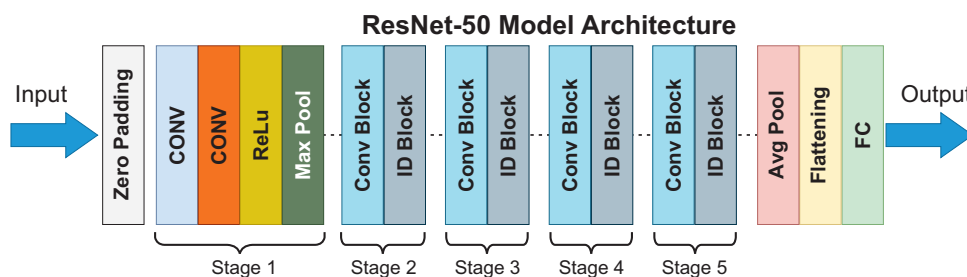 ResNet-50 Model Architecture
Input
Zero Padding
CONV
CONV
ReLu
Max Pool
Conv Block
ID Block
Conv Block
ID Block
Conv Block
ID Block
Conv Block
ID Block
Avg Pool
Flattening
FC
Output
Stage 1
Stage 2
Stage 3
Stage 4
Stage 5